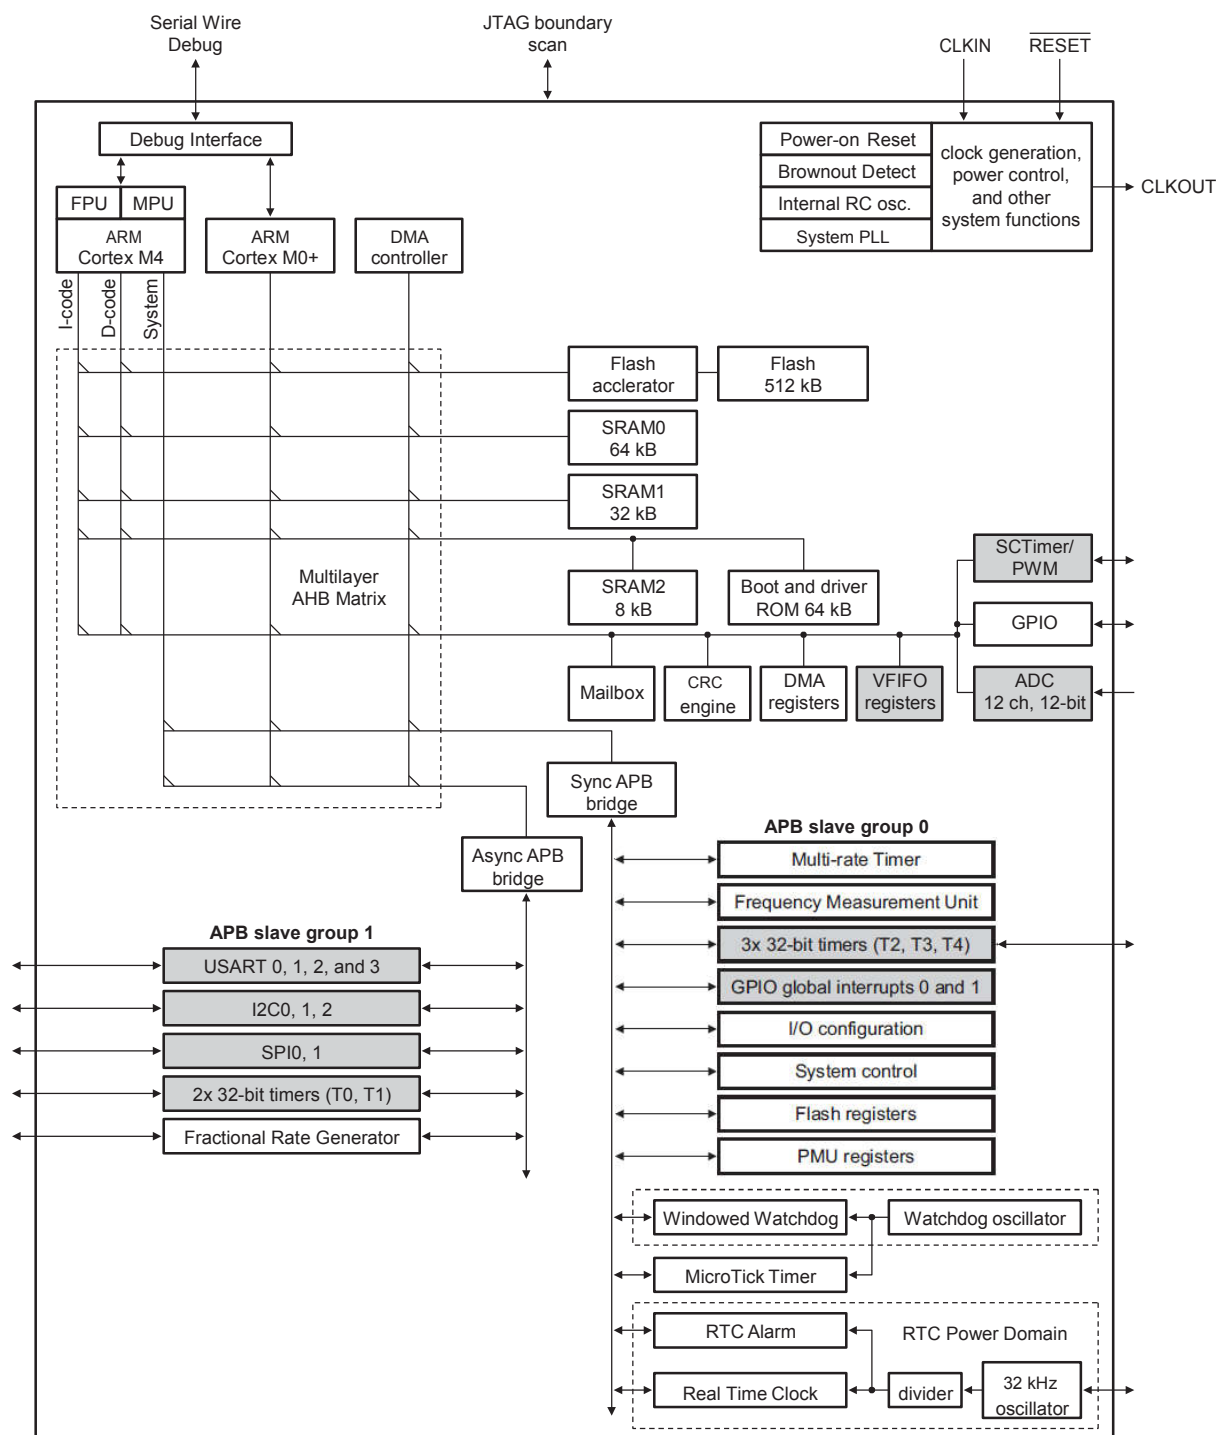 Serial Wire
Debug
JTAG boundary
scan
CLKIN
RESET
Debug Interface
Power-on Reset
Brownout Detect
Internal RC osc.
System PLL
clock generation,
power control,
and other
system functions
CLKOUT
FPU
MPU
ARM
Cortex M4
ARM
Cortex M0+
DMA
controller
I-code
D-code
System
Flash
acclerator
Flash
512 kB
SRAM0
64 kB
SRAM1
32 kB
Multilayer
AHB Matrix
SRAM2
8 kB
Boot and driver
ROM 64 kB
SCTimer/
PWM
GPIO
ADC
12 ch, 12-bit
Mailbox
CRC
engine
DMA
registers
VFIFO
registers
Sync APB
bridge
Async APB
bridge
APB slave group 0
Multi-rate Timer
Frequency Measurement Unit
3x 32-bit timers (T2, T3, T4)
GPIO global interrupts 0 and 1
I/O configuration
System control
Flash registers
PMU registers
APB slave group 1
USART 0, 1, 2, and 3
I2C0, 1, 2
SPI0, 1
2x 32-bit timers (T0, T1)
Fractional Rate Generator
Windowed Watchdog
Watchdog oscillator
MicroTick Timer
RTC Alarm
RTC Power Domain
Real Time Clock
divider
32 kHz
oscillator